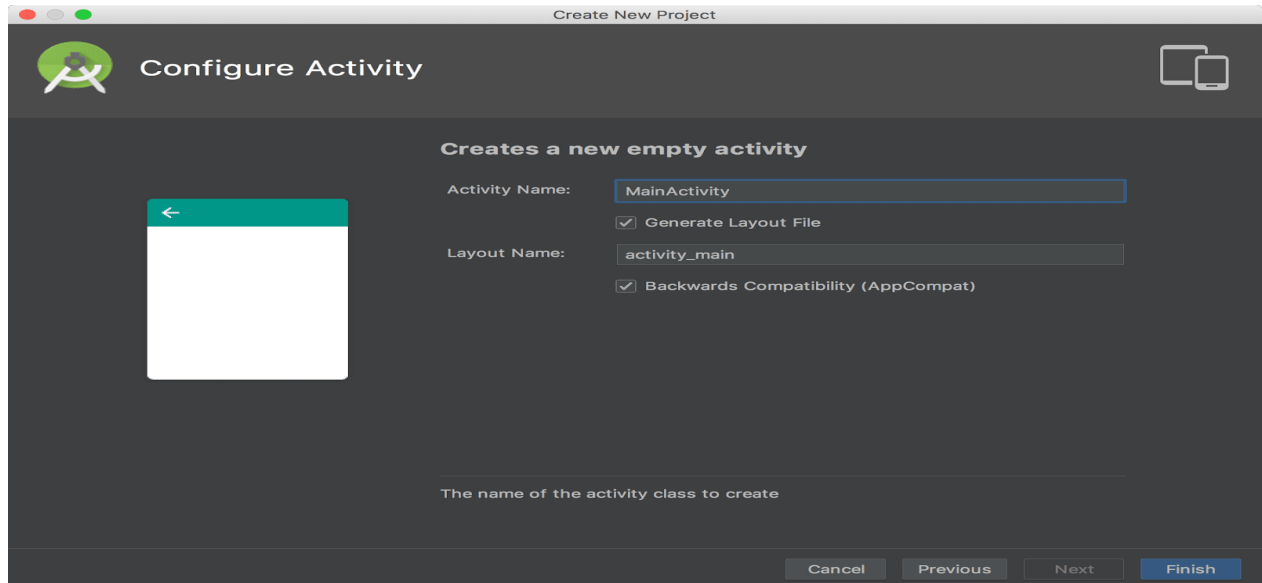 Create New Project
Configure Activity
Creates a new empty activity
Activity Name: MainActivity
Generate Layout File
Layout Name: activity_main
Backwards Compatibility (AppCompat)
The name of the activity class to create
Cancel Previous Next Finish